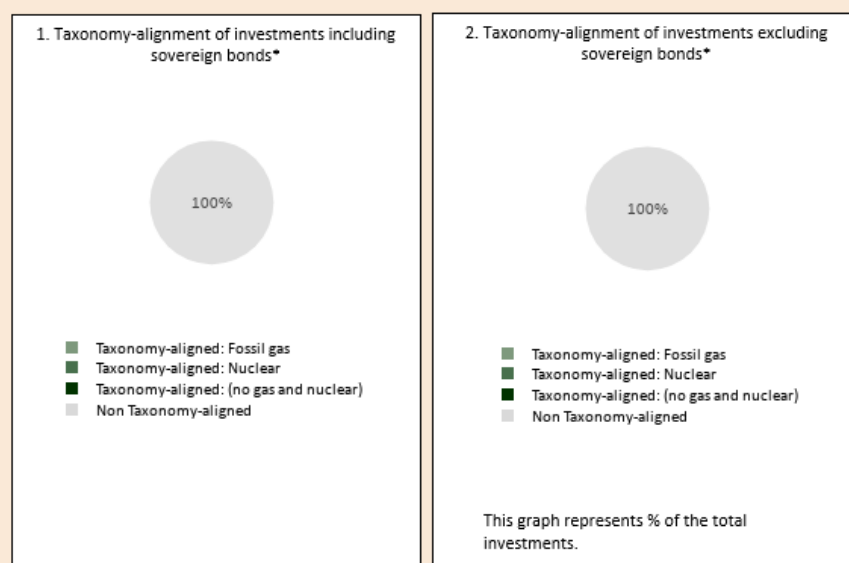 1. Taxonomy-alignment of investments including
sovereign bonds*
100%
Taxonomy-aligned: Fossil gas
Taxonomy-aligned: Nuclear
Taxonomy-aligned: (no gas and nuclear)
Non Taxonomy-aligned
2. Taxonomy-alignment of investments excluding
sovereign bonds*
100%
Taxonomy-aligned: Fossil gas
Taxonomy-aligned: Nuclear
Taxonomy-aligned: (no gas and nuclear)
Non Taxonomy-aligned
This graph represents % of the total
investments.